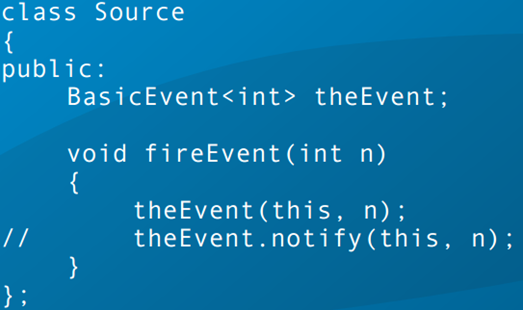 class Source
{
public:
    BasicEvent<int> theEvent;

    void fireEvent(int n)
    {
        theEvent(this, n);
//      theEvent.notify(this, n);
    }
};